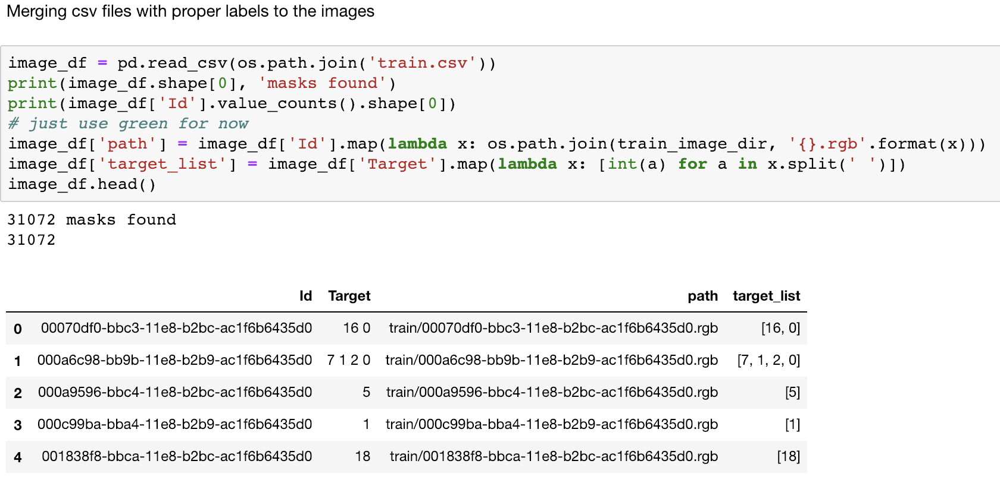 Merging csv files with proper labels to the images
image_df = pd.read_csv(os.path.join('train.csv'))
print(image_df.shape[0], 'masks found')
print(image_df['Id'].value_counts().shape[0])
# just use green for now
image_df['path'] = image_df['Id'].map(lambda x: os.path.join(train_image_dir, '{}.rgb'.format(x)))
image_df['target_list'] = image_df['Target'].map(lambda x: [int(a) for a in x.split(' ')])
image_df.head()
31072 masks found
31072
Id Target path target_list
0 00070df0-bbc3-11e8-b2bc-ac1f6b6435d0 16 0 train/00070df0-bbc3-11e8-b2bc-ac1f6b6435d0.rgb [16, 0]
1 000a6c98-bb9b-11e8-b2b9-ac1f6b6435d0 7 1 2 0 train/000a6c98-bb9b-11e8-b2b9-ac1f6b6435d0.rgb [7, 1, 2, 0]
2 000a9596-bbc4-11e8-b2bc-ac1f6b6435d0 5 train/000a9596-bbc4-11e8-b2bc-ac1f6b6435d0.rgb [5]
3 000c99ba-bba4-11e8-b2b9-ac1f6b6435d0 1 train/000c99ba-bba4-11e8-b2b9-ac1f6b6435d0.rgb [1]
4 001838f8-bbca-11e8-b2bc-ac1f6b6435d0 18 train/001838f8-bbca-11e8-b2bc-ac1f6b6435d0.rgb [18]